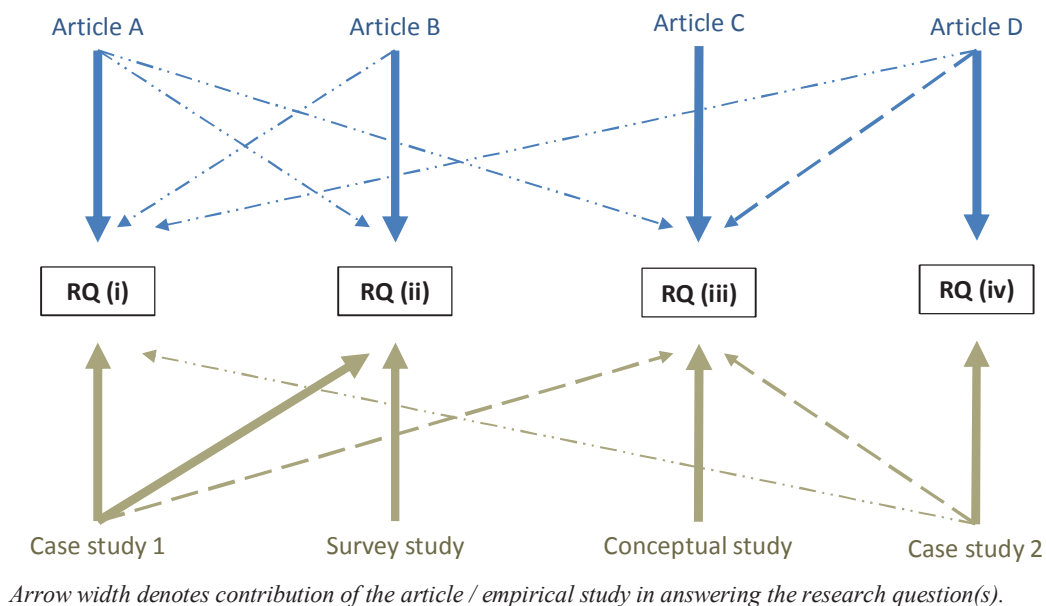 Article A Article B Article C Article D
RQ (i) RQ (ii) RQ (iii) RQ (iv)
Case study 1 Survey study Conceptual study Case study 2
Arrow width denotes contribution of the article / empirical study in answering the research question(s).